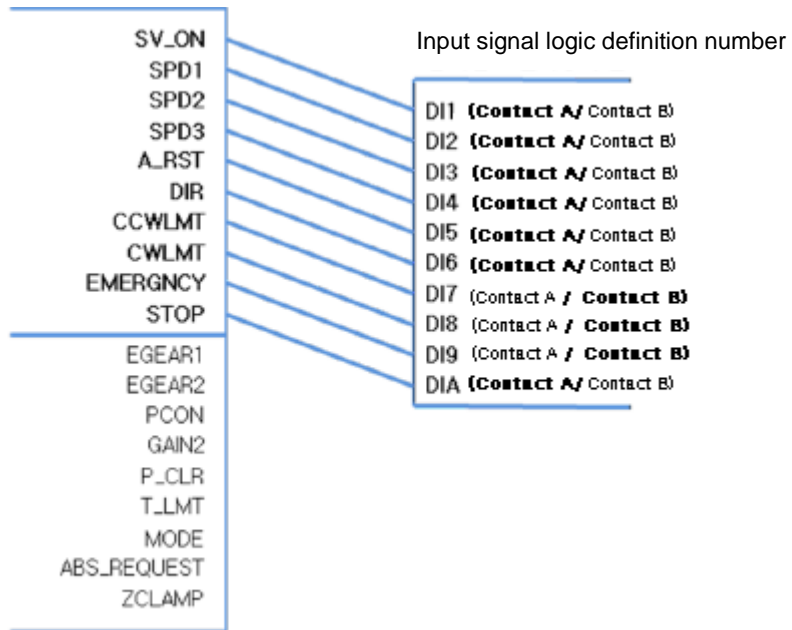 SV_ON
SPD1
SPD2
SPD3
A_RST
DIR
CCWLMT
CWLMT
EMERGNCY
STOP
EGEAR1
EGEAR2
PCON
GAIN2
P_CLR
T_LMT
MODE
ABS_REQUEST
ZCLAMP
Input signal logic definition number
DI1 (Contact A/ Contact B)
DI2 (Contact A/ Contact B)
DI3 (Contact A/ Contact B)
DI4 (Contact A/ Contact B)
DI5 (Contact A/ Contact B)
DI6 (Contact A/ Contact B)
DI7 (Contact A / Contact B)
DI8 (Contact A / Contact B)
DI9 (Contact A / Contact B)
DIA (Contact A/ Contact B)